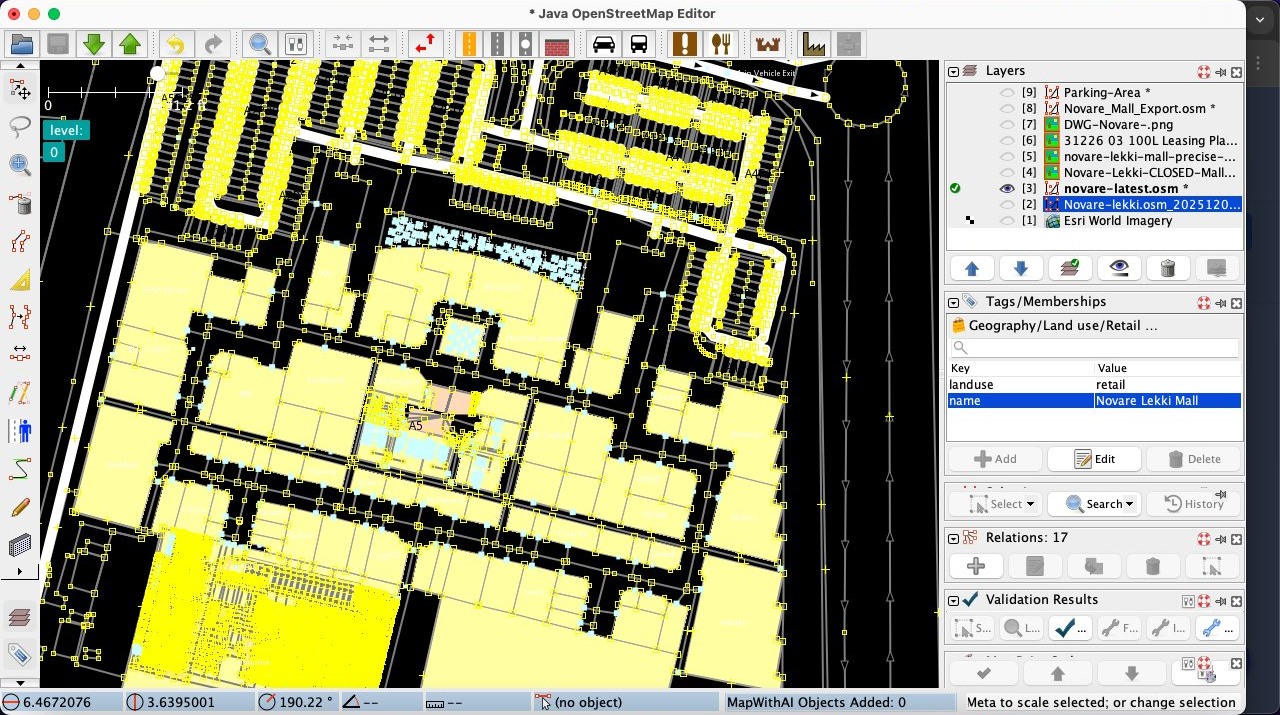 * Java OpenStreetMap Editor
0
level:
0
A5
Layers
[9] Parking-Area *
[8] Novare_Mall_Export.osm *
[7] DWG-Novare-.png
[6] 31226 03 100L Leasing Pla...
[5] novare-lekki-mall-precise-...
[4] Novare-Lekki-CLOSED-Mall...
[3] novare-latest.osm *
[2] Novare-lekki.osm_2025120...
[1] Esri World Imagery
Tags/Memberships
Geography/Land use/Retail ...
Key Value
landuse retail
name Novare Lekki Mall
Add Edit Delete
Select Search History
Relations: 17
Validation Results
S... L... ... F... I... ...
6.4672076 3.6395001 190.22 ° -- -- (no object) MapWithAI Objects Added: 0 Meta to scale selected; or change selection